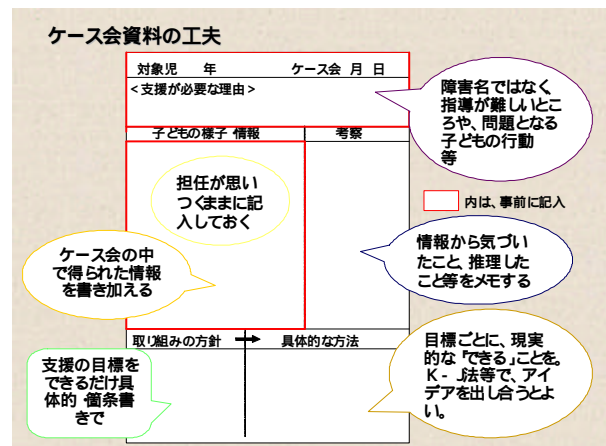 ケース会資料の工夫
対象児 年 ケース会 月 日
<支援が必要な理由>
障害名ではなく
指導が難しいとこ
ろや、問題となる
子どもの行動
等
子どもの様子・情報 考察
担任が思い
つくままに記
入しておく
内は、事前に記入
ケース会の中
で得られた情報
を書き加える
情報から気づい
たこと、推理した
こと等をメモする
取り組みの方針 → 具体的な方法
支援の目標を
できるだけ具
体的・箇条書
きで
目標ごとに、現実
的な「できる」ことを。
K-J法等で、アイ
デアを出し合うとよ
い。